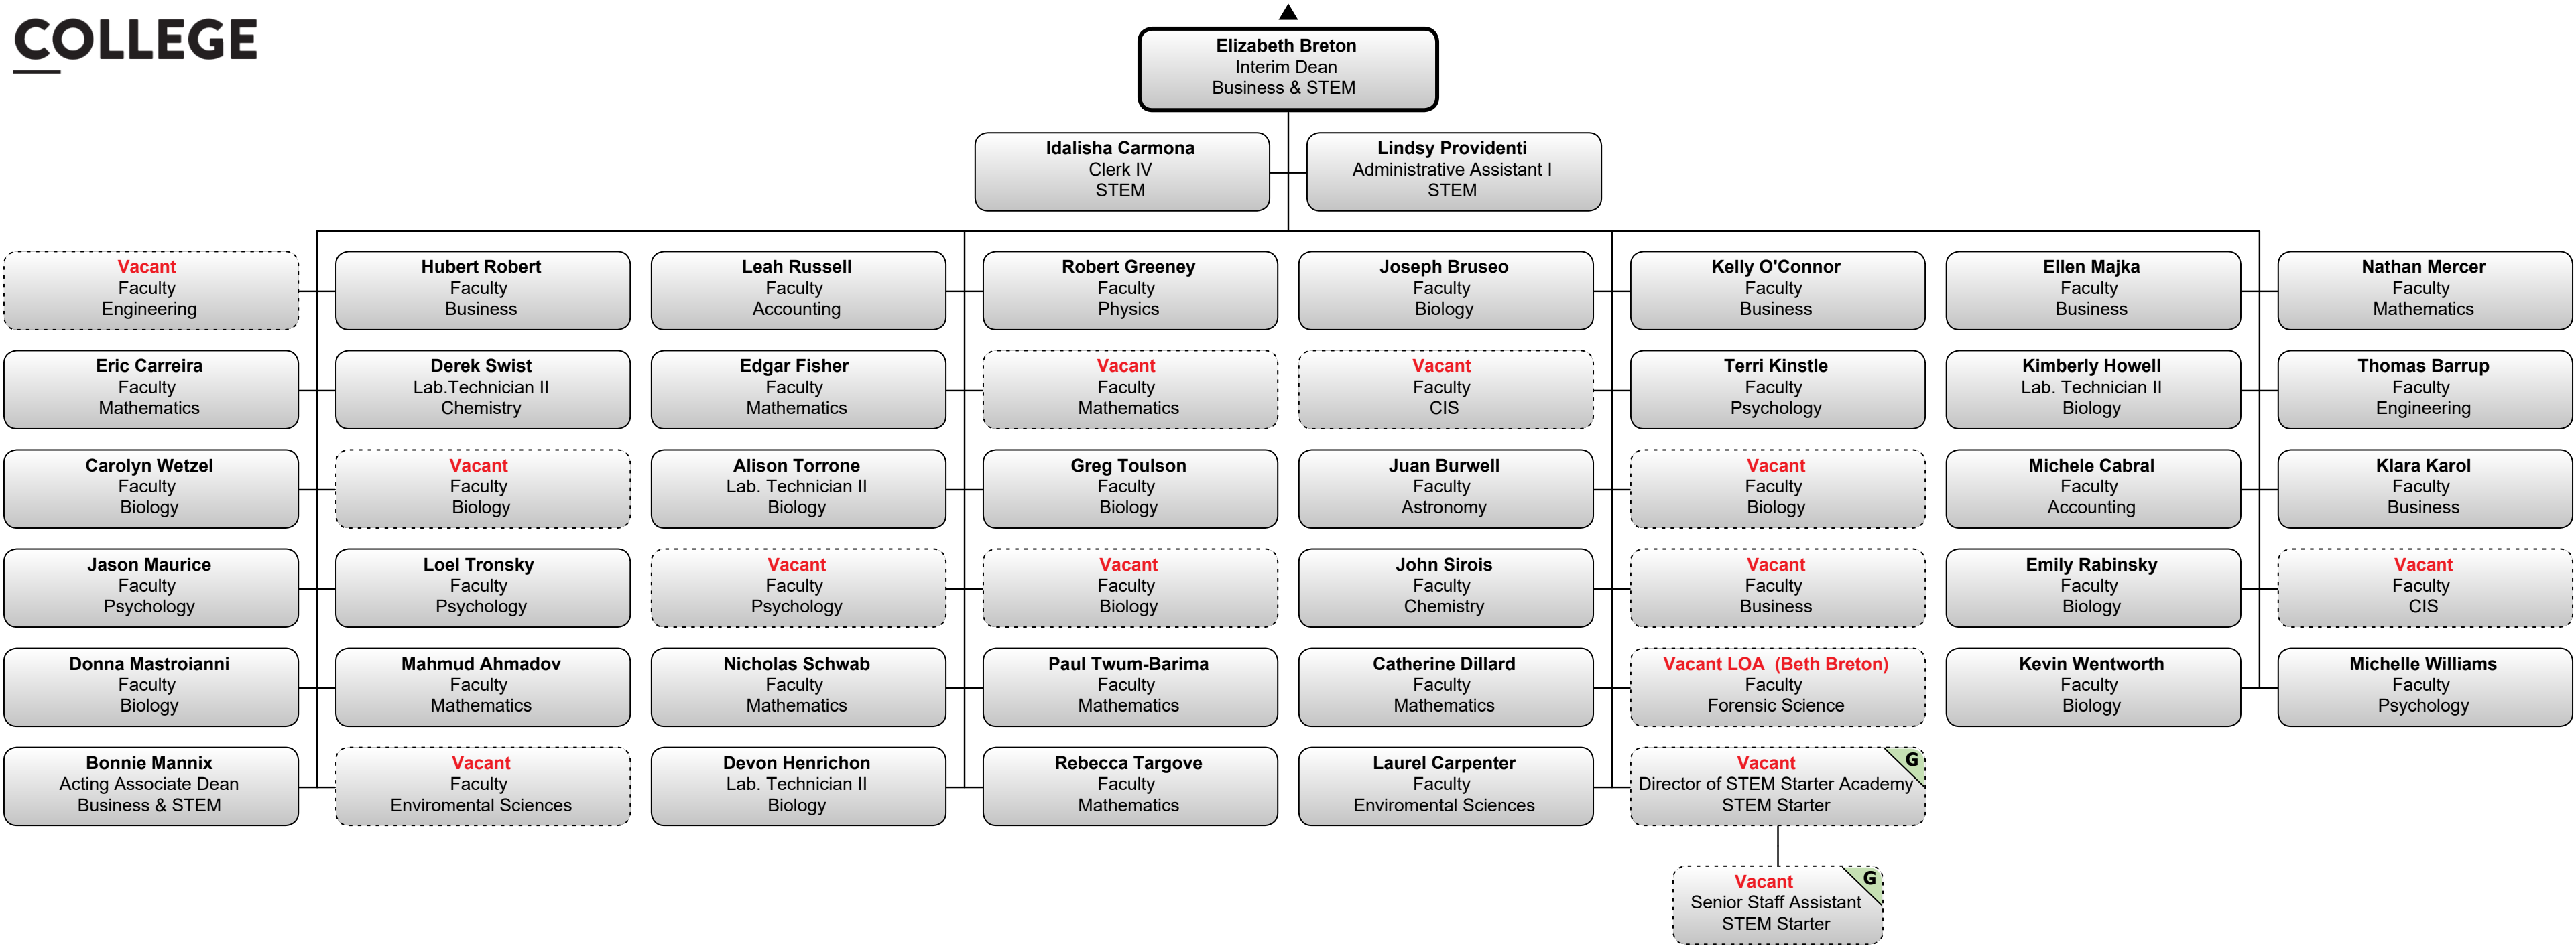 COLLEGE
Elizabeth Breton
Interim Dean
Business & STEM
Idalisha Carmona
Clerk IV
STEM
Lindsy Providenti
Administrative Assistant I
STEM
Vacant
Faculty
Engineering
Hubert Robert
Faculty
Business
Leah Russell
Faculty
Accounting
Robert Greeney
Faculty
Physics
Joseph Bruseo
Faculty
Biology
Kelly O'Connor
Faculty
Business
Ellen Majka
Faculty
Business
Nathan Mercer
Faculty
Mathematics
Eric Carreira
Faculty
Mathematics
Derek Swist
Lab.Technician II
Chemistry
Edgar Fisher
Faculty
Mathematics
Vacant
Faculty
Mathematics
Vacant
Faculty
CIS
Terri Kinstle
Faculty
Psychology
Kimberly Howell
Lab. Technician II
Biology
Thomas Barrup
Faculty
Engineering
Carolyn Wetzel
Faculty
Biology
Vacant
Faculty
Biology
Alison Torrone
Lab. Technician II
Biology
Greg Toulson
Faculty
Biology
Juan Burwell
Faculty
Astronomy
Vacant
Faculty
Biology
Michele Cabral
Faculty
Accounting
Klara Karol
Faculty
Business
Jason Maurice
Faculty
Psychology
Loel Tronsky
Faculty
Psychology
Vacant
Faculty
Psychology
Vacant
Faculty
Biology
John Sirois
Faculty
Chemistry
Vacant
Faculty
Business
Emily Rabinsky
Faculty
Biology
Vacant
Faculty
CIS
Donna Mastroianni
Faculty
Biology
Mahmud Ahmadov
Faculty
Mathematics
Nicholas Schwab
Faculty
Mathematics
Paul Twum-Barima
Faculty
Mathematics
Catherine Dillard
Faculty
Mathematics
Vacant LOA (Beth Breton)
Faculty
Forensic Science
Kevin Wentworth
Faculty
Biology
Michelle Williams
Faculty
Psychology
Bonnie Mannix
Acting Associate Dean
Business & STEM
Vacant
Faculty
Enviromental Sciences
Devon Henrichon
Lab. Technician II
Biology
Rebecca Targove
Faculty
Mathematics
Laurel Carpenter
Faculty
Enviromental Sciences
G
Vacant
Director of STEM Starter Academy
STEM Starter
G
Vacant
Senior Staff Assistant
STEM Starter